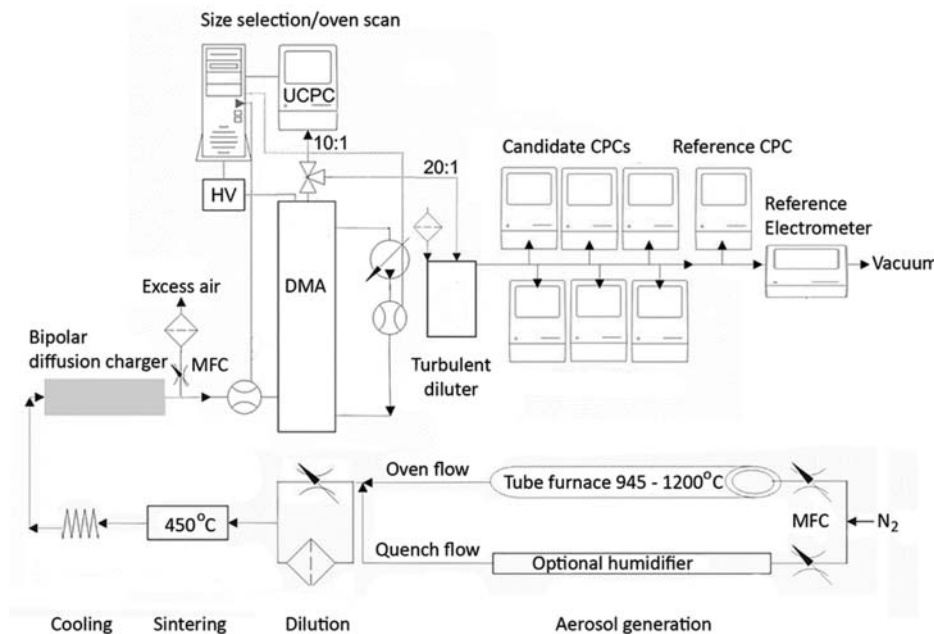 Size selection/oven scan
UCPC
10:1
20:1
HV
Candidate CPCs
Reference CPC
Reference
Electrometer
Vacuum
DMA
Excess air
Bipolar
diffusion charger
MFC
Turbulent
diluter
Oven flow
Tube furnace 945 - 1200°C
450°C
MFC
N₂
Quench flow
Optional humidifier
Cooling
Sintering
Dilution
Aerosol generation